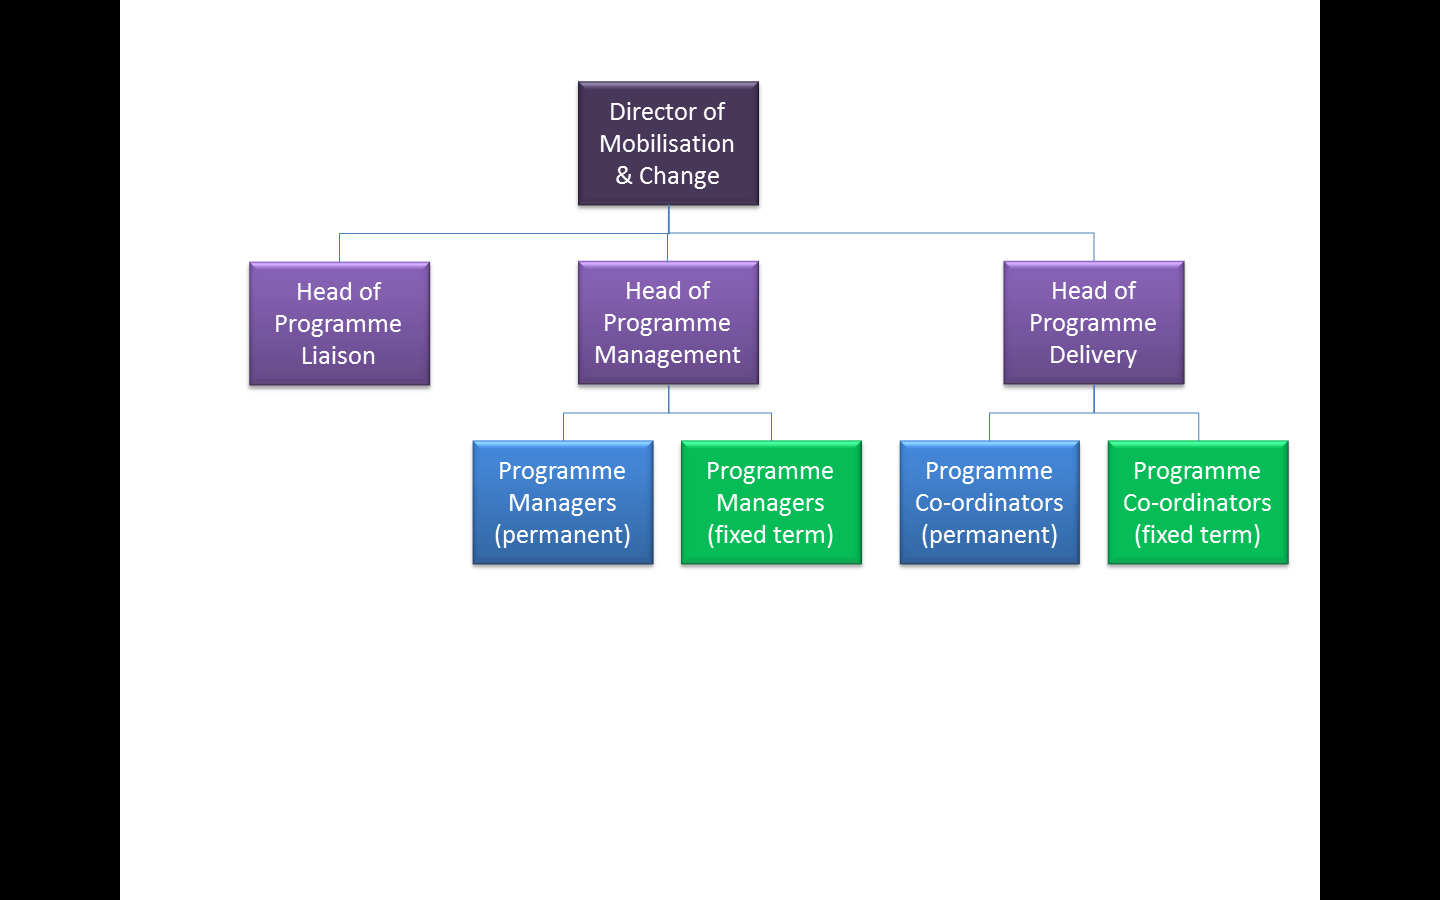 Director of
Mobilisation
& Change
Head of
Programme
Liaison
Head of
Programme
Management
Head of
Programme
Delivery
Programme
Managers
(permanent)
Programme
Managers
(fixed term)
Programme
Co-ordinators
(permanent)
Programme
Co-ordinators
(fixed term)